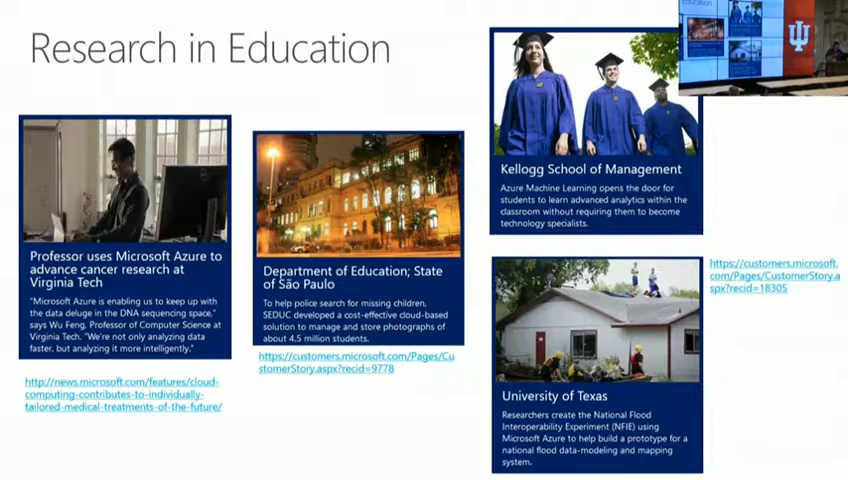 Research in Education
Professor uses Microsoft Azure to
advance cancer research at
Virginia Tech
"Microsoft Azure is enabling us to keep up with
the data deluge in the DNA sequencing space,"
says Wu Feng, Professor of Computer Science at
Virginia Tech. "We're not only analyzing data
faster, but analyzing it more intelligently."
http://news.microsoft.com/features/cloud-
computing-contributes-to-individually-
tailored-medical-treatments-of-the-future/
Department of Education; State
of São Paulo
To help police search for missing children,
SEDUC developed a cost-effective cloud-based
solution to manage and store photographs of
about 4.5 million students.
https://customers.microsoft.com/Pages/Cu
stomerStory.aspx?recid=9778
Kellogg School of Management
Azure Machine Learning opens the door for
students to learn advanced analytics within the
classroom without requiring them to become
technology specialists.
University of Texas
Researchers create the National Flood
Interoperability Experiment (NFIE) using
Microsoft Azure to help build a prototype for a
national flood data-modeling and mapping
system.
https://customers.microsoft.
com/Pages/CustomerStory.a
spx?recid=18305
Education